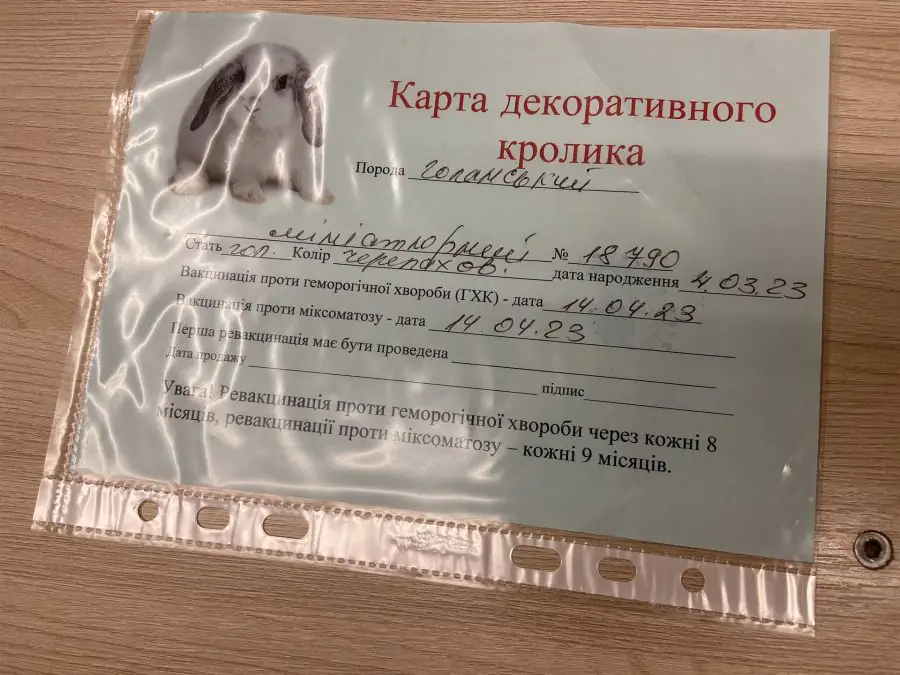 Карта декоративного
кролика
Порода голанський
мініатюрний № 18790
Стать гол. Колір черепахов. дата народження 4 03.23
Вакцинація проти геморогічної хвороби (ГХК) - дата 14.04.23
Вакцинація проти міксоматозу - дата 14.04.23
Перша ревакцинація має бути проведена
Дата продажу підпис
Увага! Ревакцинація проти геморогічної хвороби через кожні 8
місяців, ревакцинації проти міксоматозу – кожні 9 місяців.